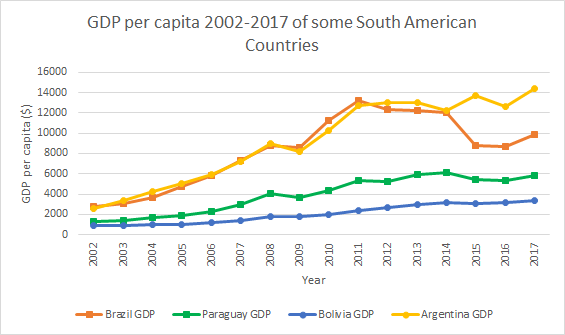 GDP per capita 2002-2017 of some South American
Countries
GDP per capita ($)
16000
14000
12000
10000
8000
6000
4000
2000
0
2002 2003 2004 2005 2006 2007 2008 2009 2010 2011 2012 2013 2014 2015 2016 2017
Year
Brazil GDP Paraguay GDP Bolivia GDP Argentina GDP